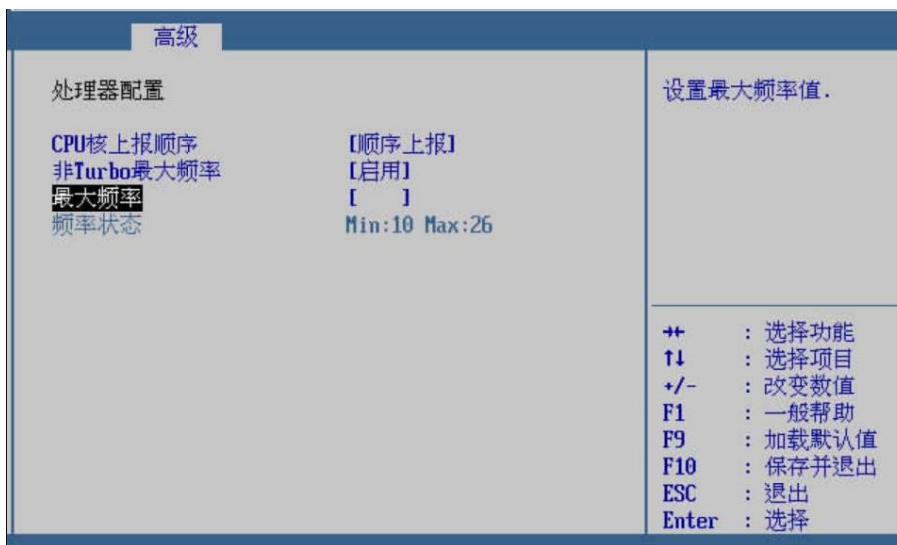 高级
处理器配置
CPU核上报顺序 [顺序上报]
非Turbo最大频率 [启用]
最大频率 [ ]
频率状态 Min:10 Max:26
设置最大频率值.
→← : 选择功能
↑↓ : 选择项目
+/- : 改变数值
F1 : 一般帮助
F9 : 加载默认值
F10 : 保存并退出
ESC : 退出
Enter : 选择